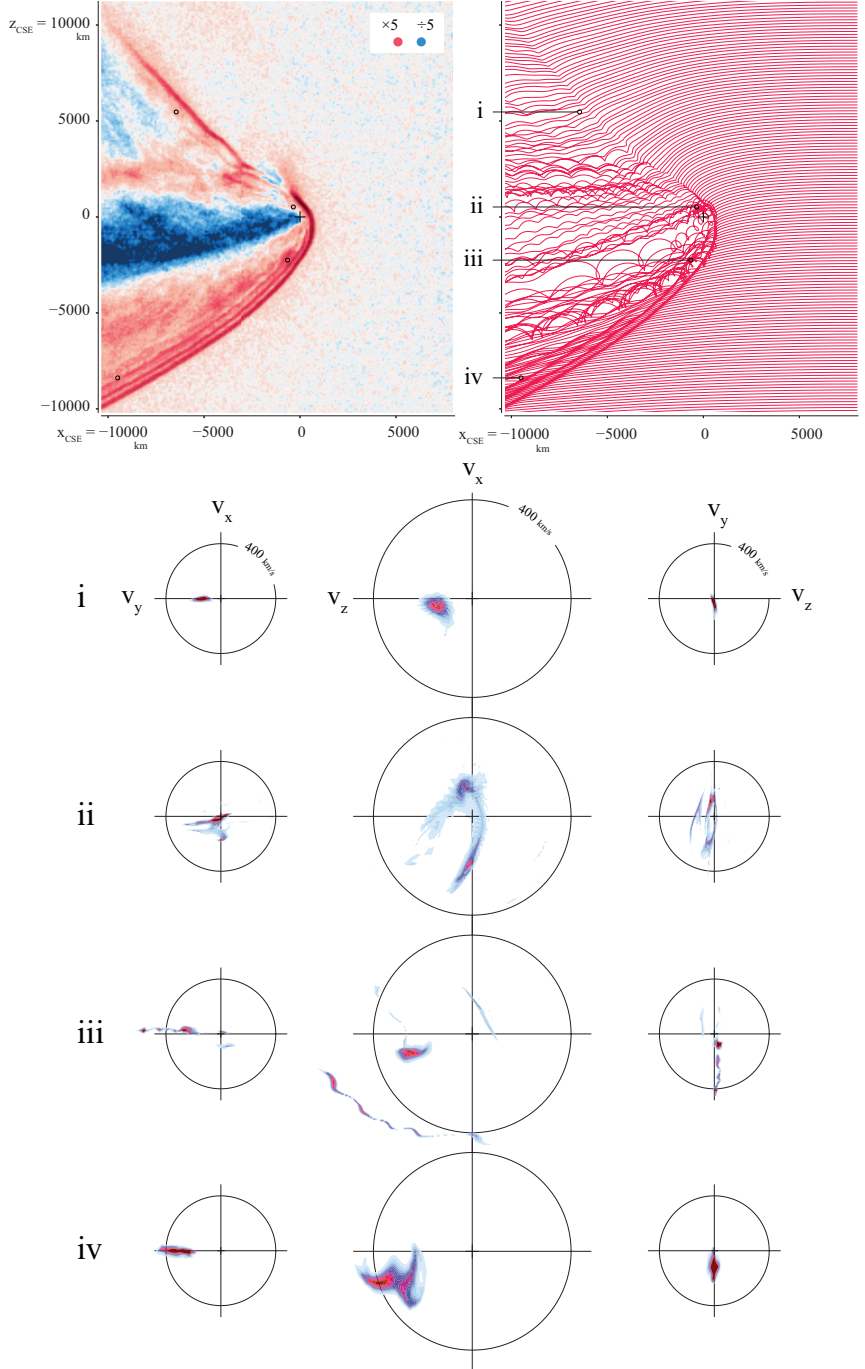 z_CSE = 10000 km
5000
0
−5000
−10000
×5 ÷5
x_CSE = −10000 km −5000 0 5000
i
ii
iii
iv
x_CSE = −10000 km −5000 0 5000
v_x
v_y
400 km/s
v_x
v_z
400 km/s
v_y
v_z
400 km/s
i
ii
iii
iv